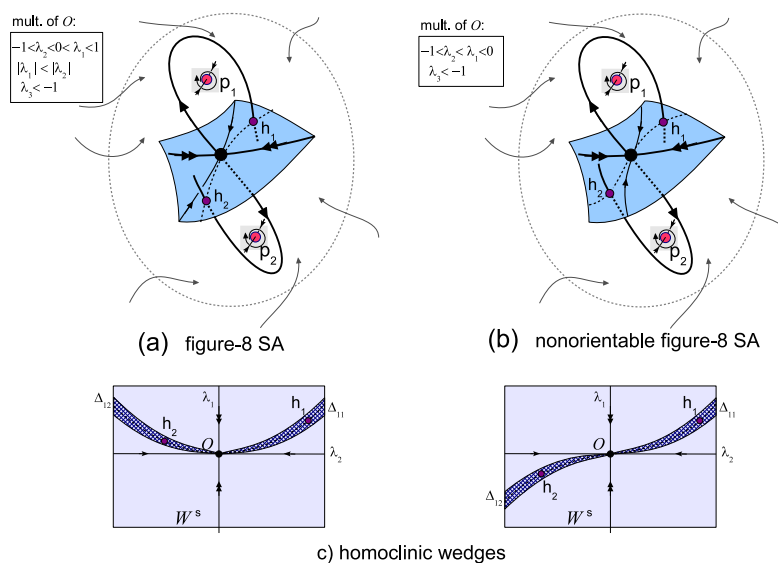 mult. of O:
−1<λ₂<0<λ₁<1
|λ₁|<|λ₂|
λ₃<−1
p₁
h₁
h₂
p₂
(a) figure-8 SA
mult. of O:
−1<λ₂<λ₁<0
λ₃<−1
p₁
h₁
h₂
p₂
(b) nonorientable figure-8 SA
Δ₁₂
λ₁
h₁
Δ₁₁
h₂
O
λ₂
Wˢ
λ₁
h₁
Δ₁₁
O
λ₂
Δ₁₂
h₂
Wˢ
c) homoclinic wedges